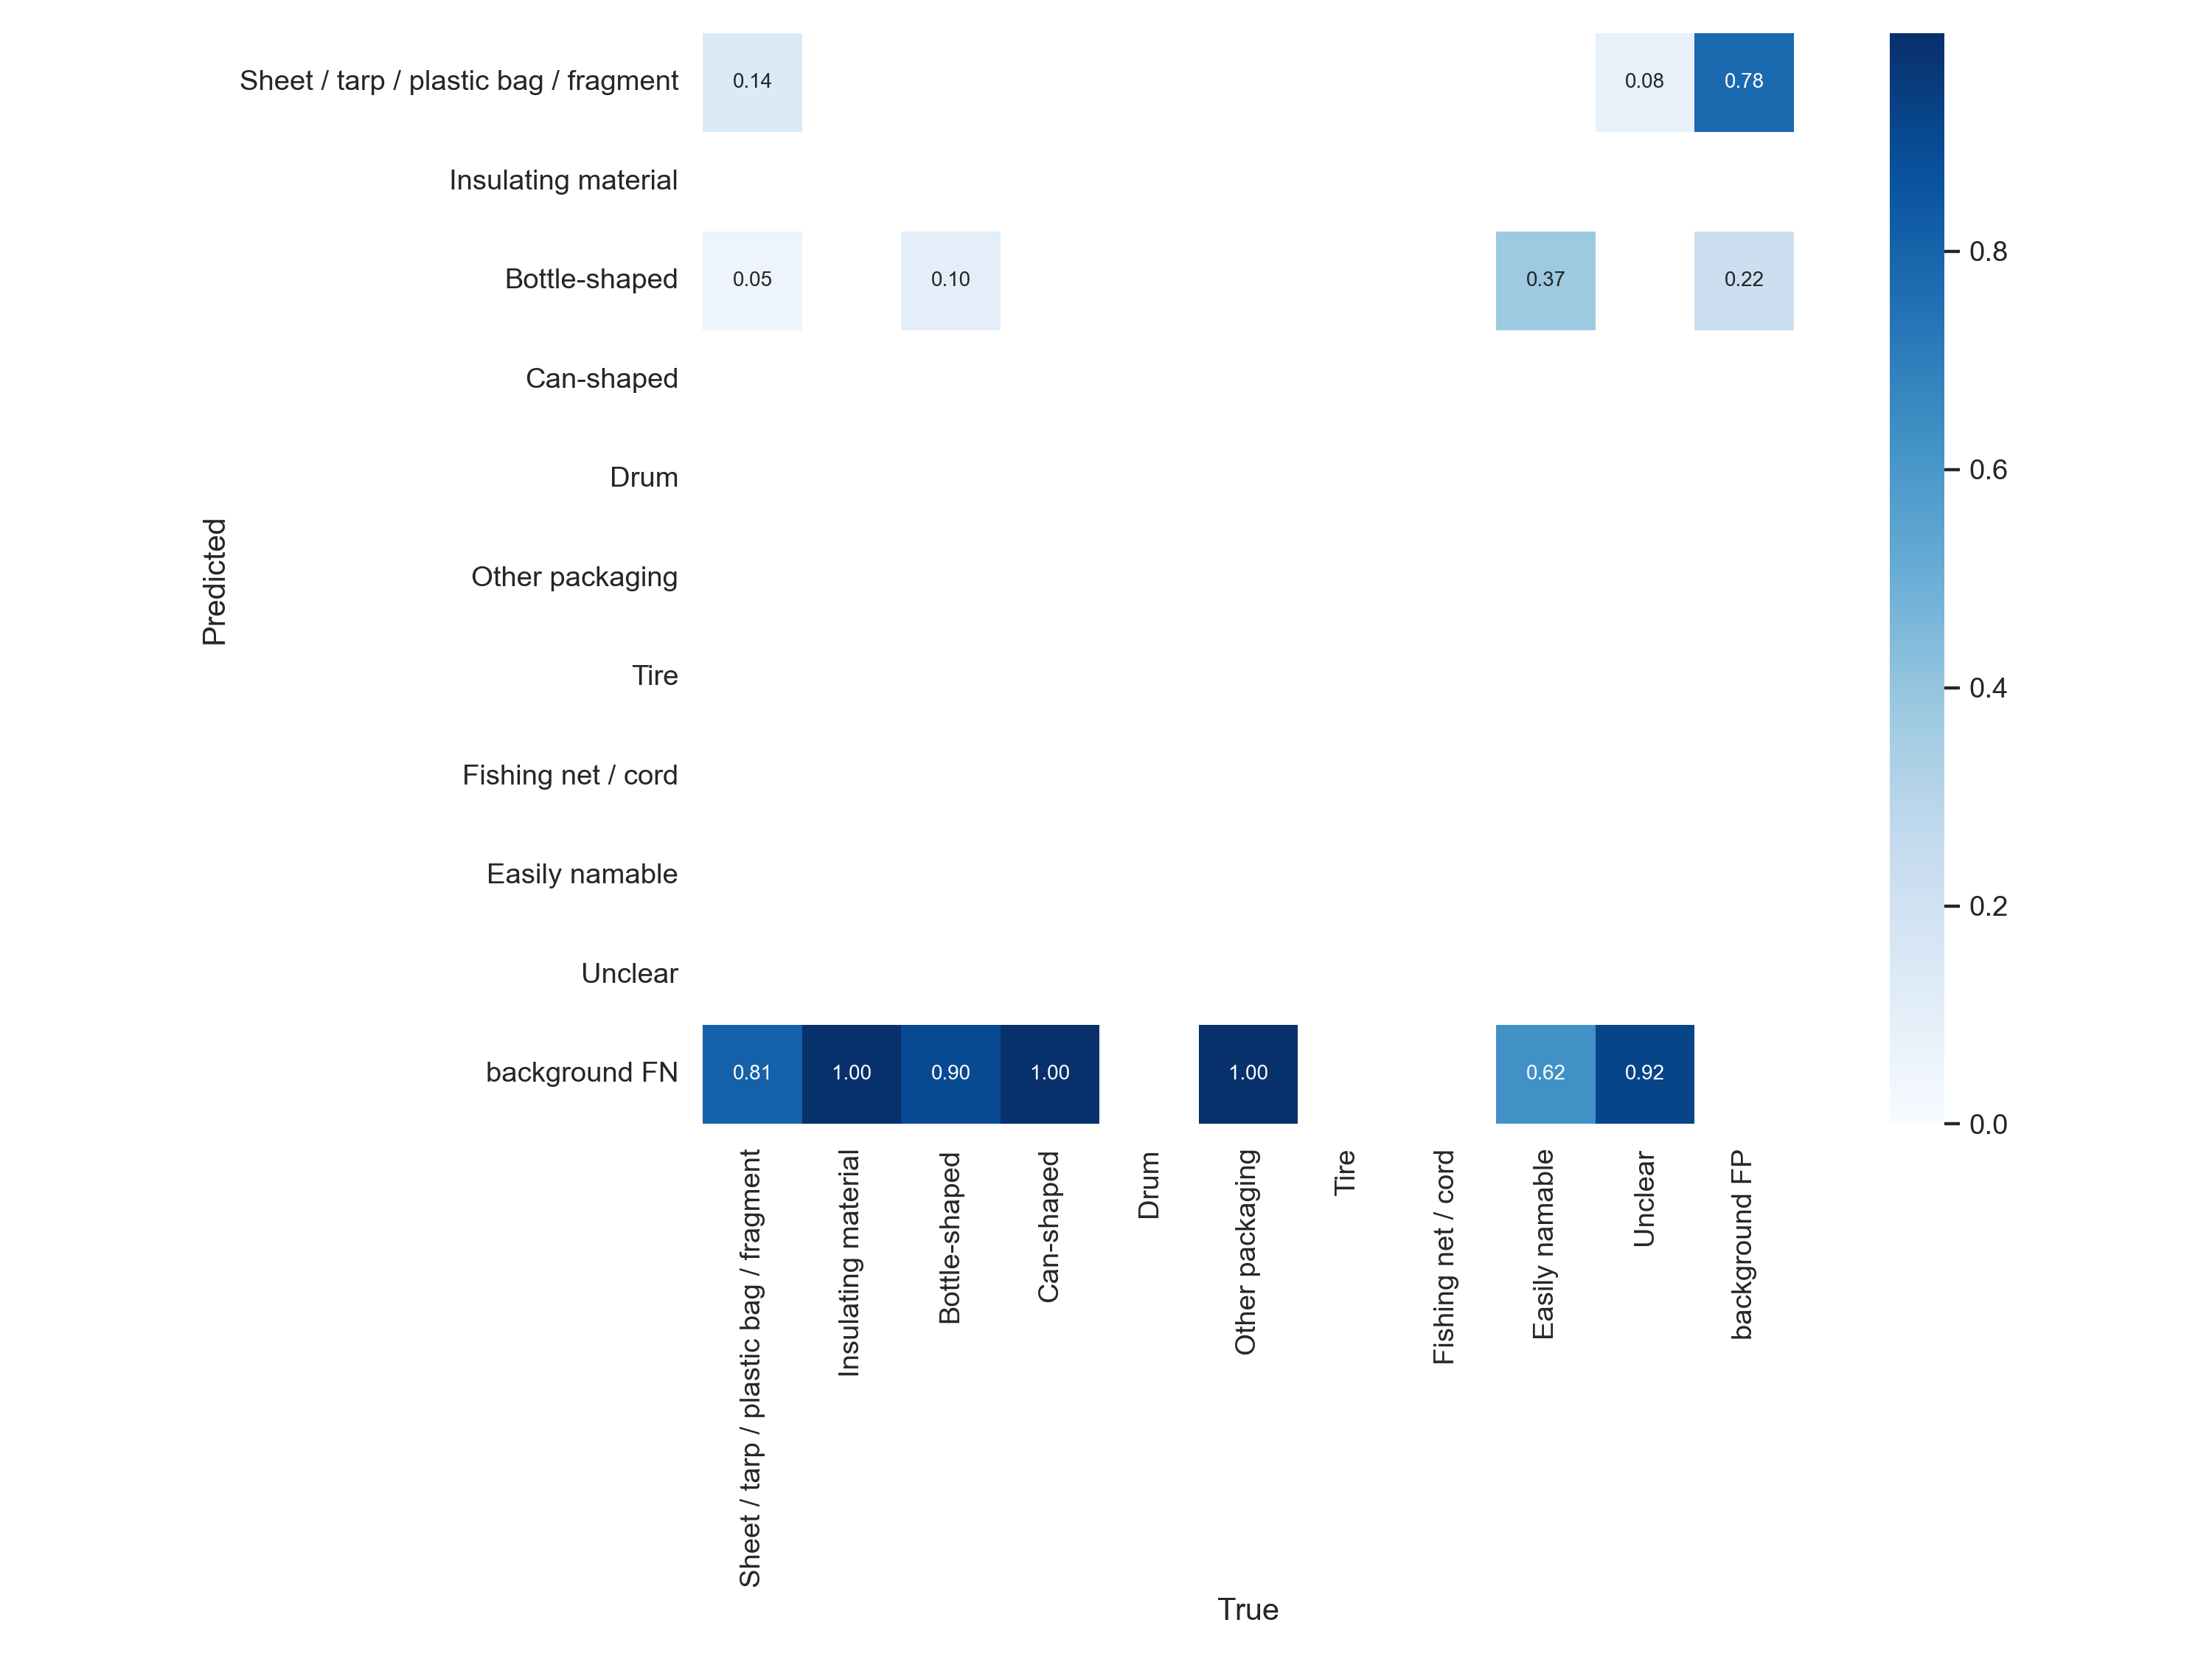 Sheet / tarp / plastic bag / fragment
0.14
0.08
0.78
Insulating material
Bottle-shaped
0.05
0.10
0.37
0.22
Can-shaped
Drum
Other packaging
Tire
Fishing net / cord
Easily namable
Unclear
background FN
0.81
1.00
0.90
1.00
1.00
0.62
0.92
Predicted
Sheet / tarp / plastic bag / fragment
Insulating material
Bottle-shaped
Can-shaped
Drum
Other packaging
Tire
Fishing net / cord
Easily namable
Unclear
background FP
True
0.8
0.6
0.4
0.2
0.0